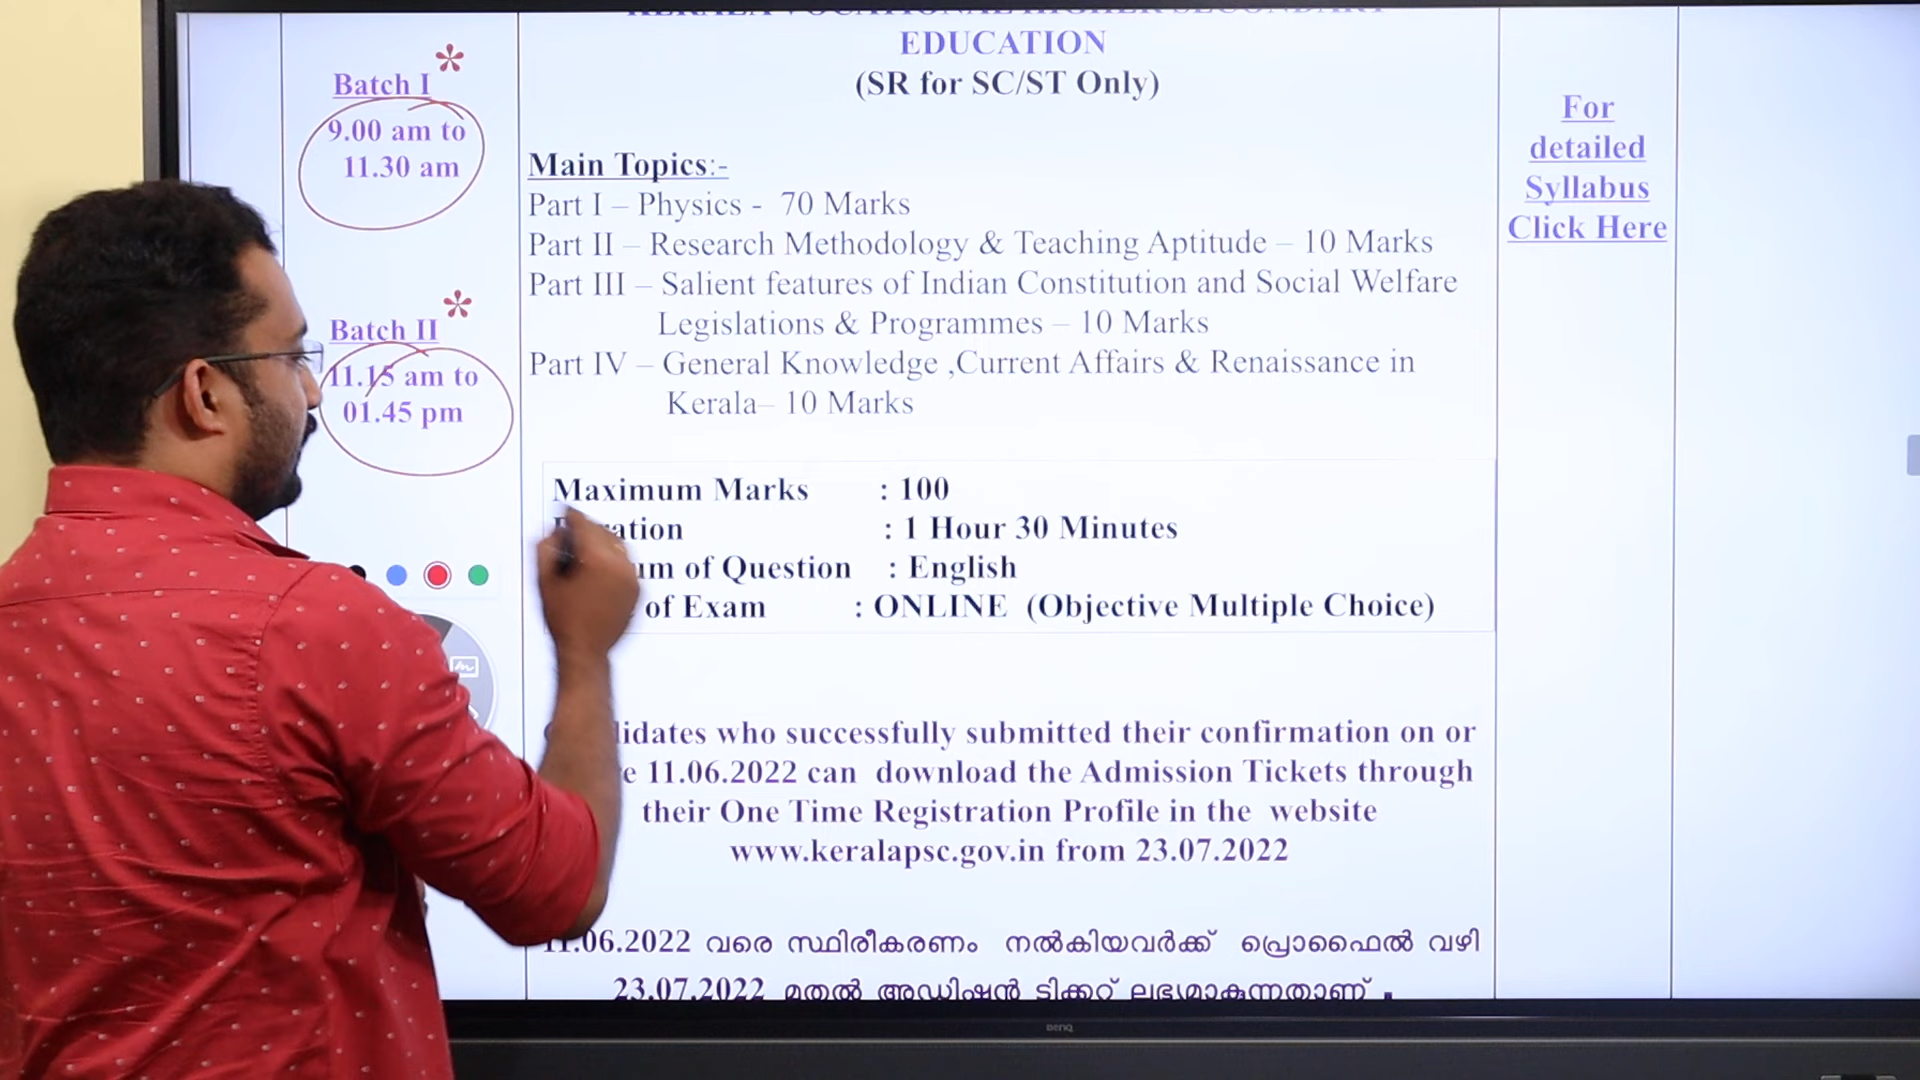 EDUCATION
(SR for SC/ST Only)
Batch I *
9.00 am to
11.30 am
Batch II *
11.15 am to
01.45 pm
Main Topics:-
Part I – Physics - 70 Marks
Part II – Research Methodology & Teaching Aptitude – 10 Marks
Part III – Salient features of Indian Constitution and Social Welfare
Legislations & Programmes – 10 Marks
Part IV – General Knowledge ,Current Affairs & Renaissance in
Kerala– 10 Marks
Maximum Marks : 100
: 1 Hour 30 Minutes
of Question : English
of Exam : ONLINE (Objective Multiple Choice)
who successfully submitted their confirmation on or
11.06.2022 can download the Admission Tickets through
their One Time Registration Profile in the website
www.keralapsc.gov.in from 23.07.2022
11.06.2022 വരെ സ്ഥിരീകരണം നൽകിയവർക്ക് പ്രൊഫൈൽ വഴി
23.07.2022 മുതൽ അഡ്മിഷൻ ടിക്കറ്റ് ലഭ്യമാകുന്നതാണ് .
For
detailed
Syllabus
Click Here
BenQ